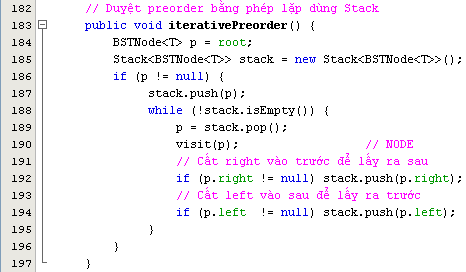 182 // Duyệt preorder bằng phép lặp dùng Stack
183 public void iterativePreorder() {
184 BSTNode<T> p = root;
185 Stack<BSTNode<T>> stack = new Stack<BSTNode<T>>();
186 if (p != null) {
187 stack.push(p);
188 while (!stack.isEmpty()) {
189 p = stack.pop();
190 visit(p); // NODE
191 // Cất right vào trước để lấy ra sau
192 if (p.right != null) stack.push(p.right);
193 // Cất left vào sau để lấy ra trước
194 if (p.left  != null) stack.push(p.left);
195 }
196 }
197 }